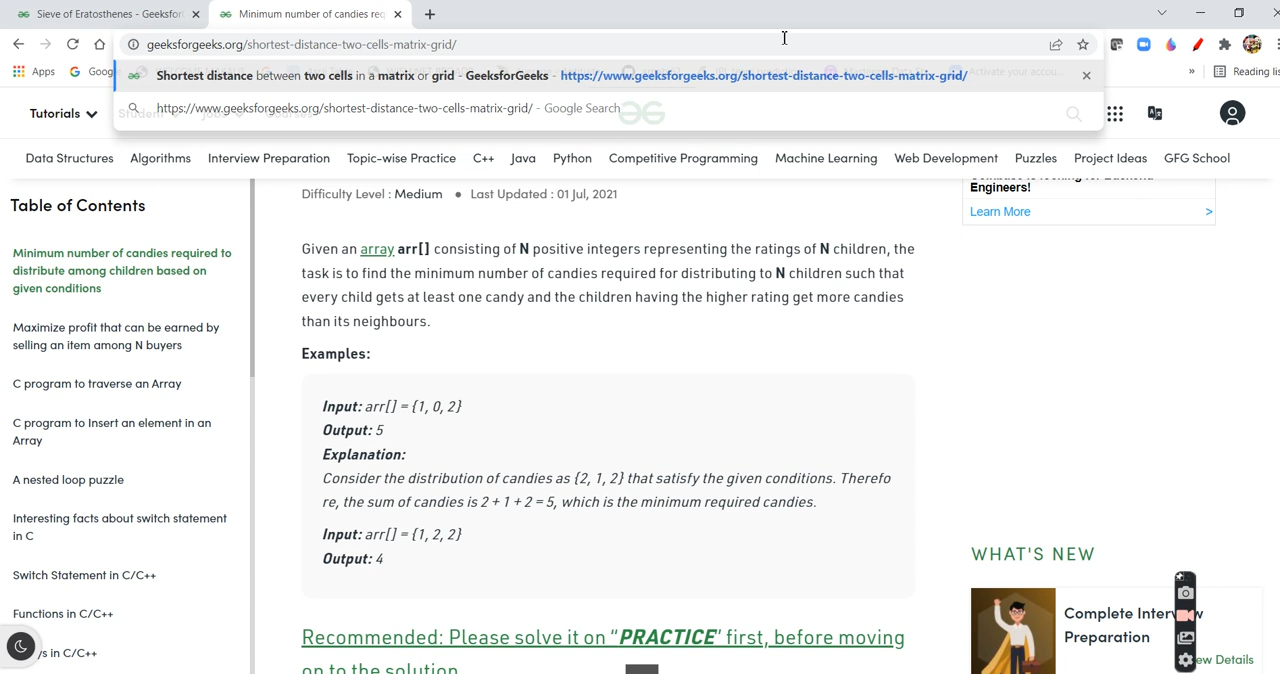 Sieve of Eratosthenes - Geeksfor
Minimum number of candies req
geeksforgeeks.org/shortest-distance-two-cells-matrix-grid/
Apps
Goog
Shortest distance between two cells in a matrix or grid - GeeksforGeeks - https://www.geeksforgeeks.org/shortest-distance-two-cells-matrix-grid/
Activate your accou...
»
Reading lis
https://www.geeksforgeeks.org/shortest-distance-two-cells-matrix-grid/ - Google Search
Tutorials
Student
Jobs
Courses
Data Structures
Algorithms
Interview Preparation
Topic-wise Practice
C++
Java
Python
Competitive Programming
Machine Learning
Web Development
Puzzles
Project Ideas
GFG School
Table of Contents
Minimum number of candies required to
distribute among children based on
given conditions
Maximize profit that can be earned by
selling an item among N buyers
C program to traverse an Array
C program to Insert an element in an
Array
A nested loop puzzle
Interesting facts about switch statement
in C
Switch Statement in C/C++
Functions in C/C++
s in C/C++
Difficulty Level : Medium • Last Updated : 01 Jul, 2021
Given an array arr[] consisting of N positive integers representing the ratings of N children, the
task is to find the minimum number of candies required for distributing to N children such that
every child gets at least one candy and the children having the higher rating get more candies
than its neighbours.
Examples:
Input: arr[] = {1, 0, 2}
Output: 5
Explanation:
Consider the distribution of candies as {2, 1, 2} that satisfy the given conditions. Therefo
re, the sum of candies is 2 + 1 + 2 = 5, which is the minimum required candies.
Input: arr[] = {1, 2, 2}
Output: 4
Recommended: Please solve it on "PRACTICE" first, before moving
on to the solution
Engineers!
Learn More
>
WHAT'S NEW
Complete Interv w
Preparation
ew Details